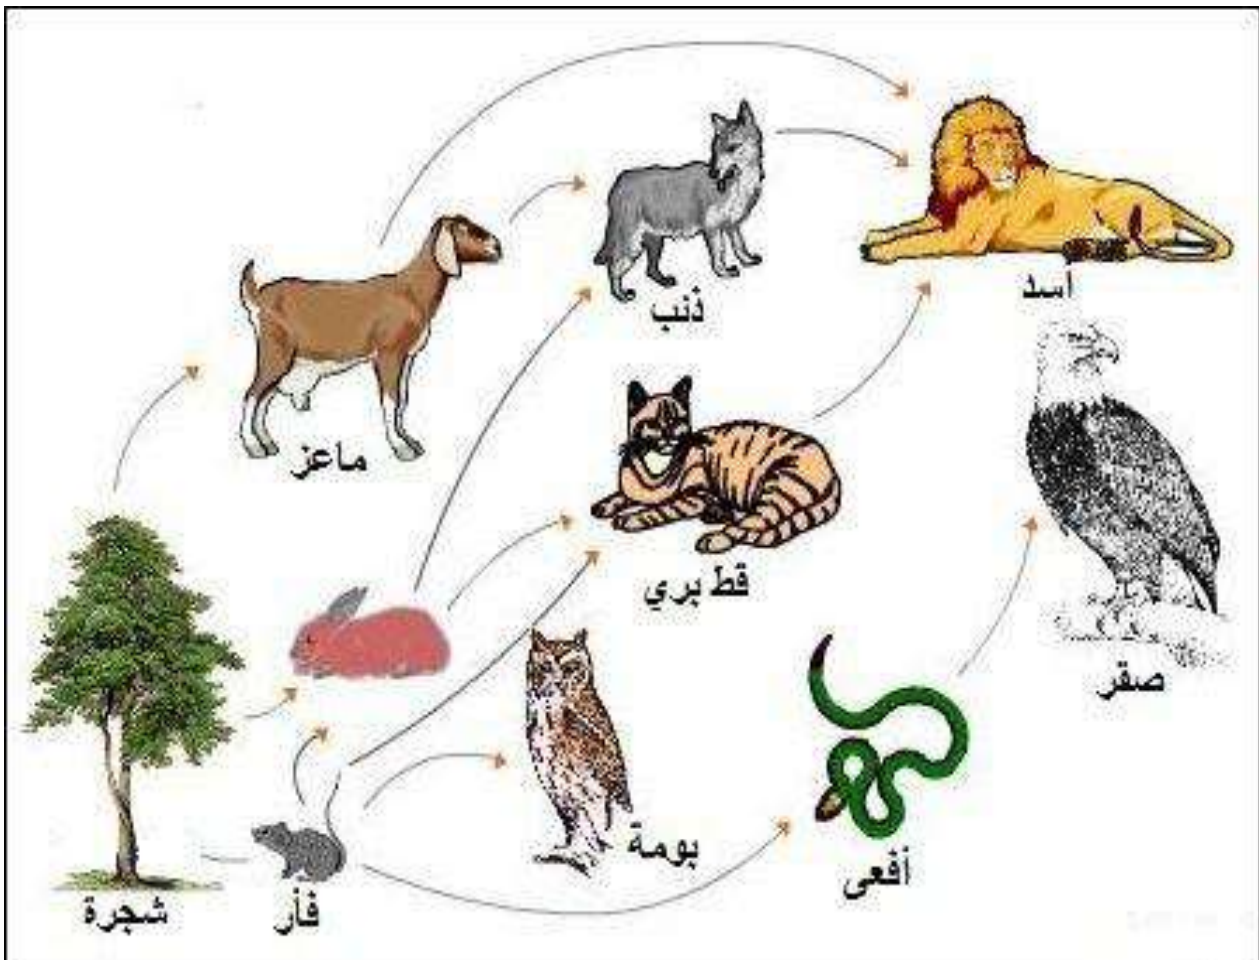 أسد
ذئب
ماعز
قط بري
صقر
بومة
أفعى
فأر
شجرة